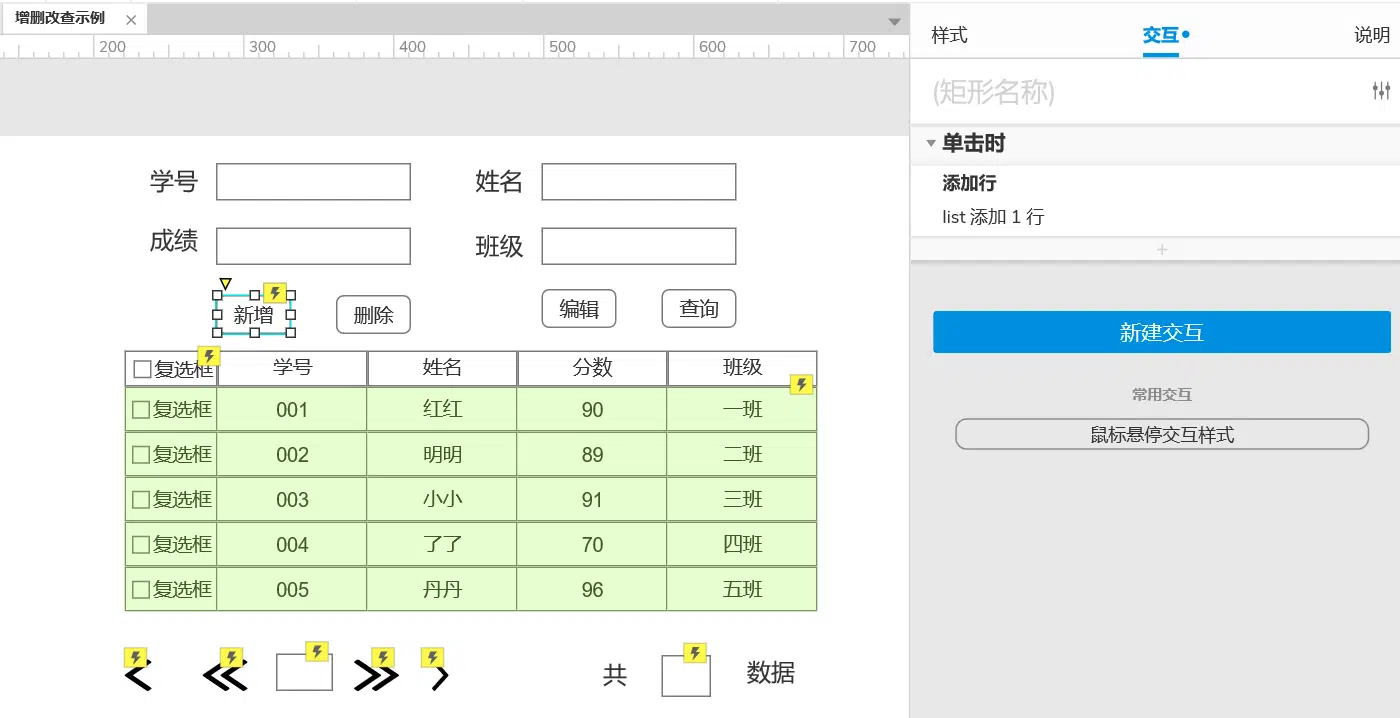 增删改查示例
样式 交互 说明
200 300 400 500 600 700
(矩形名称)
单击时
添加行
list 添加 1 行
新建交互
常用交互
鼠标悬停交互样式
学号 姓名
成绩 班级
新增 删除 编辑 查询
复选框 学号 姓名 分数 班级
复选框 001 红红 90 一班
复选框 002 明明 89 二班
复选框 003 小小 91 三班
复选框 004 了了 70 四班
复选框 005 丹丹 96 五班
共 数据